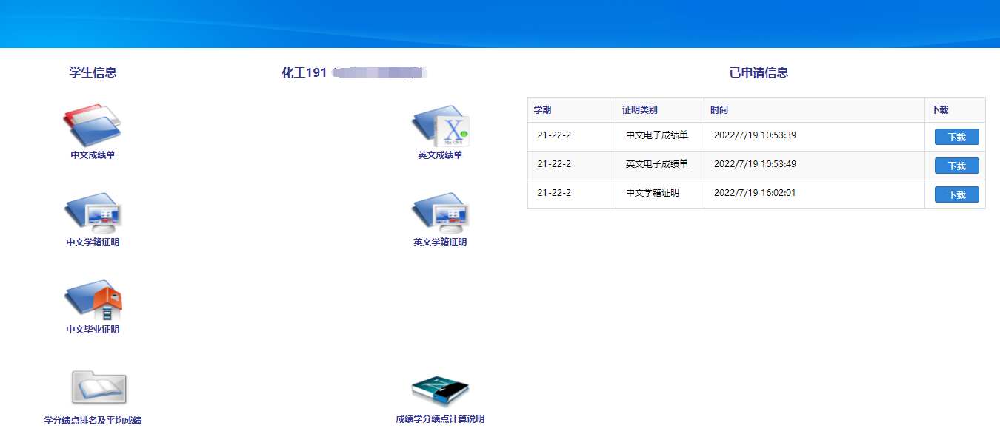 学生信息
化工191
已申请信息
中文成绩单
英文成绩单
中文学籍证明
英文学籍证明
中文毕业证明
学分绩点排名及平均成绩
成绩学分绩点计算说明
学期 证明类别 时间 下载
21-22-2 中文电子成绩单 2022/7/19 10:53:39 下载
21-22-2 英文电子成绩单 2022/7/19 10:53:49 下载
21-22-2 中文学籍证明 2022/7/19 16:02:01 下载